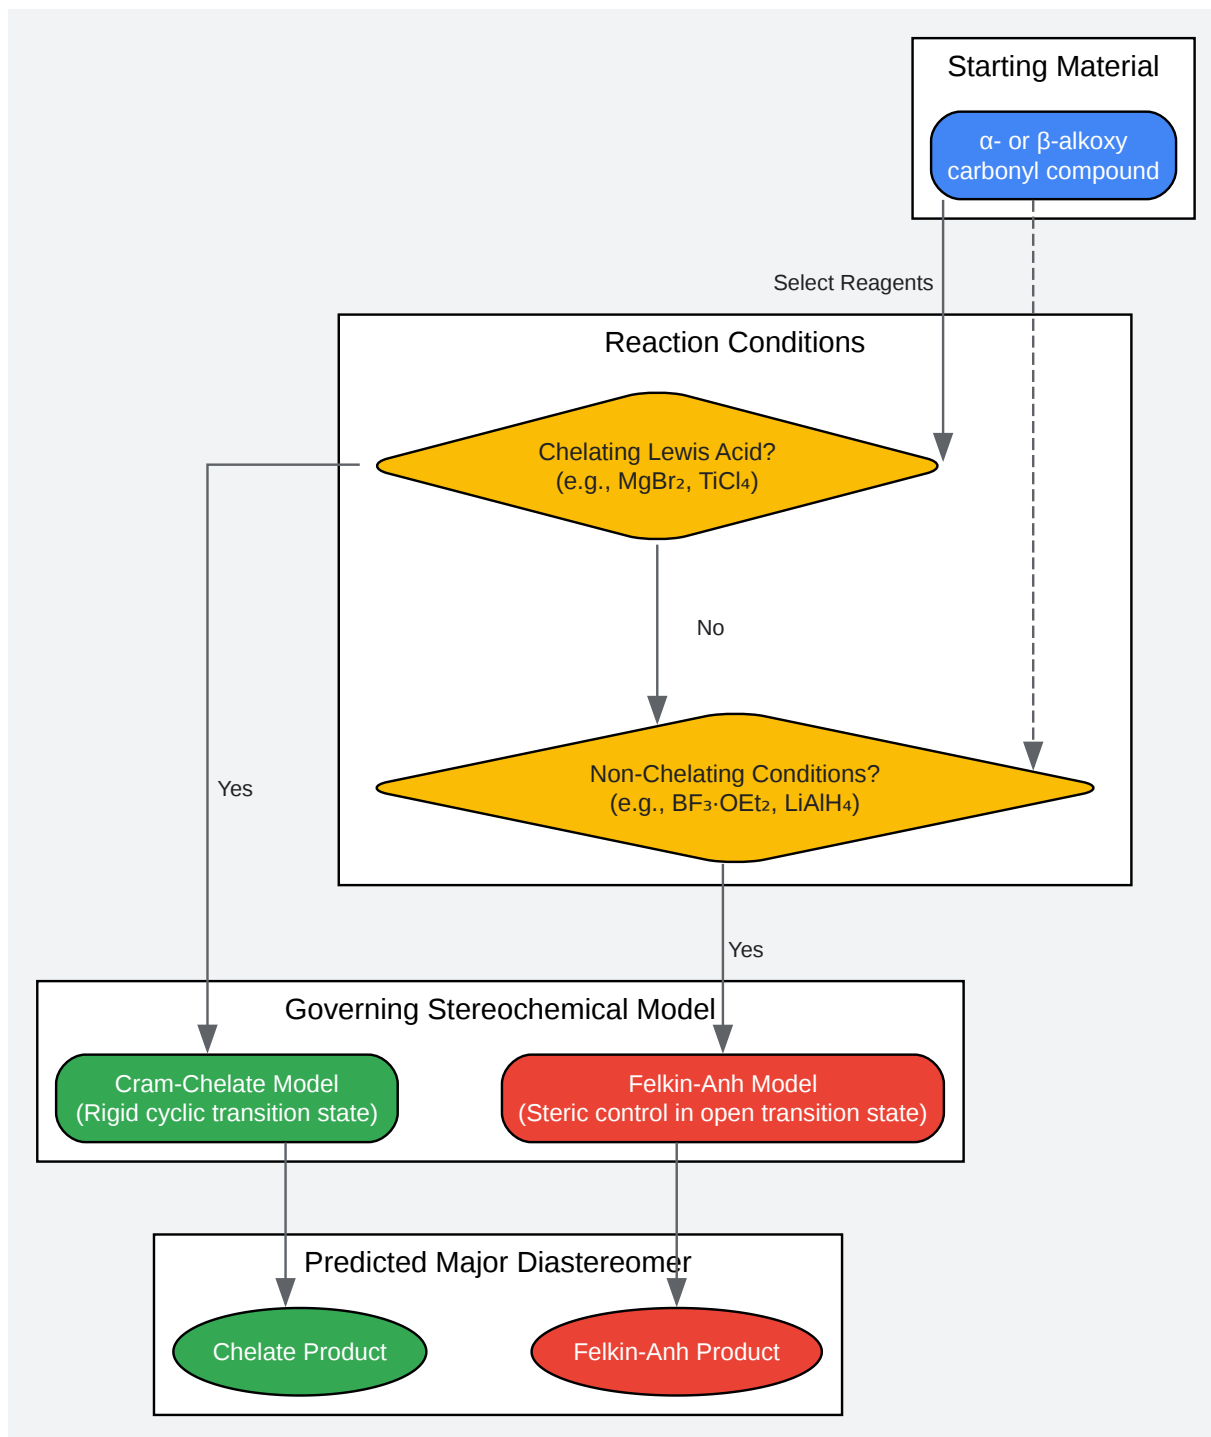 Starting Material
α- or β-alkoxy
carbonyl compound
Select Reagents
Reaction Conditions
Chelating Lewis Acid?
(e.g., MgBr₂, TiCl₄)
No
Non-Chelating Conditions?
(e.g., BF₃·OEt₂, LiAlH₄)
Yes
Yes
Governing Stereochemical Model
Cram-Chelate Model
(Rigid cyclic transition state)
Felkin-Anh Model
(Steric control in open transition state)
Predicted Major Diastereomer
Chelate Product
Felkin-Anh Product